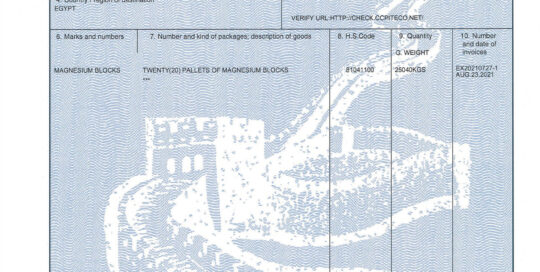 4. Country / Region of destination
EGYPT
VERIFY URL:HTTP://CHECK.CCPITECO.NET/
6. Marks and numbers
7. Number and kind of packages; description of goods
8. H.S.Code
9. Quantity
G. WEIGHT
10. Number
and date of
invoices
MAGNESIUM BLOCKS
TWENTY(20) PALLETS OF MAGNESIUM BLOCKS
***
81041100
25040KGS
EX20210727-1
AUG.23,2021